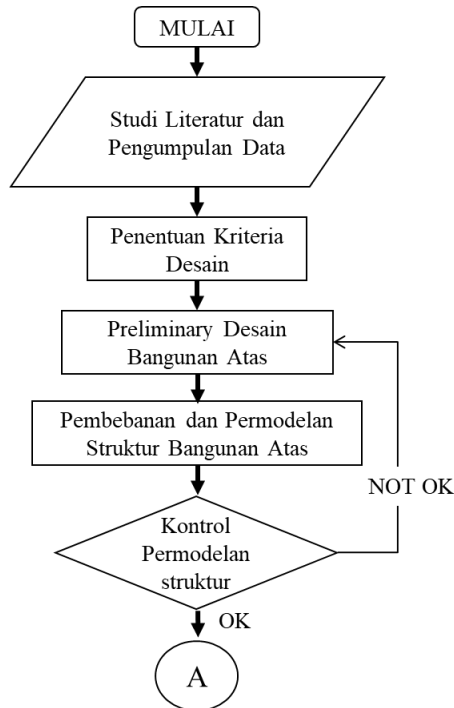 MULAI
Studi Literatur dan
Pengumpulan Data
Penentuan Kriteria
Desain
Preliminary Desain
Bangunan Atas
Pembebanan dan Permodelan
Struktur Bangunan Atas
NOT OK
Kontrol
Permodelan
struktur
OK
A